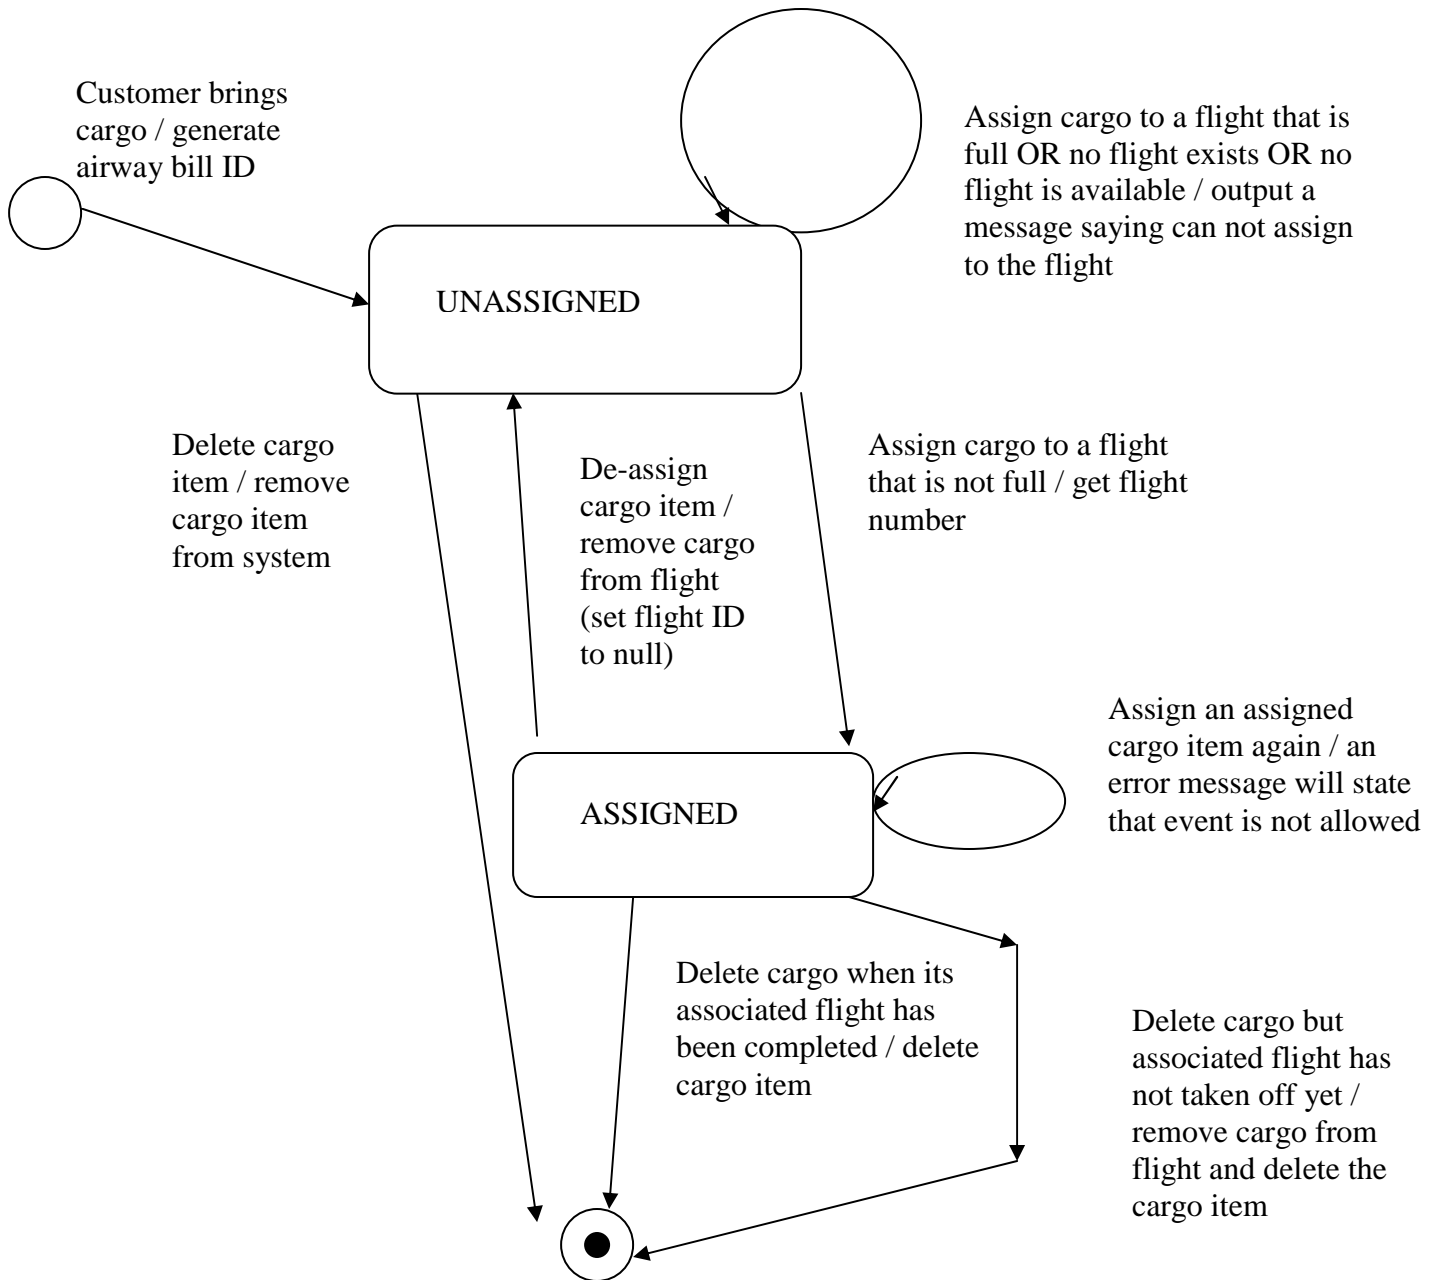 Customer brings
cargo / generate
airway bill ID
Assign cargo to a flight that is
full OR no flight exists OR no
flight is available / output a
message saying can not assign
to the flight
UNASSIGNED
Delete cargo
item / remove
cargo item
from system
De-assign
cargo item /
remove cargo
from flight
(set flight ID
to null)
Assign cargo to a flight
that is not full / get flight
number
Assign an assigned
cargo item again / an
error message will state
that event is not allowed
ASSIGNED
Delete cargo when its
associated flight has
been completed / delete
cargo item
Delete cargo but
associated flight has
not taken off yet /
remove cargo from
flight and delete the
cargo item